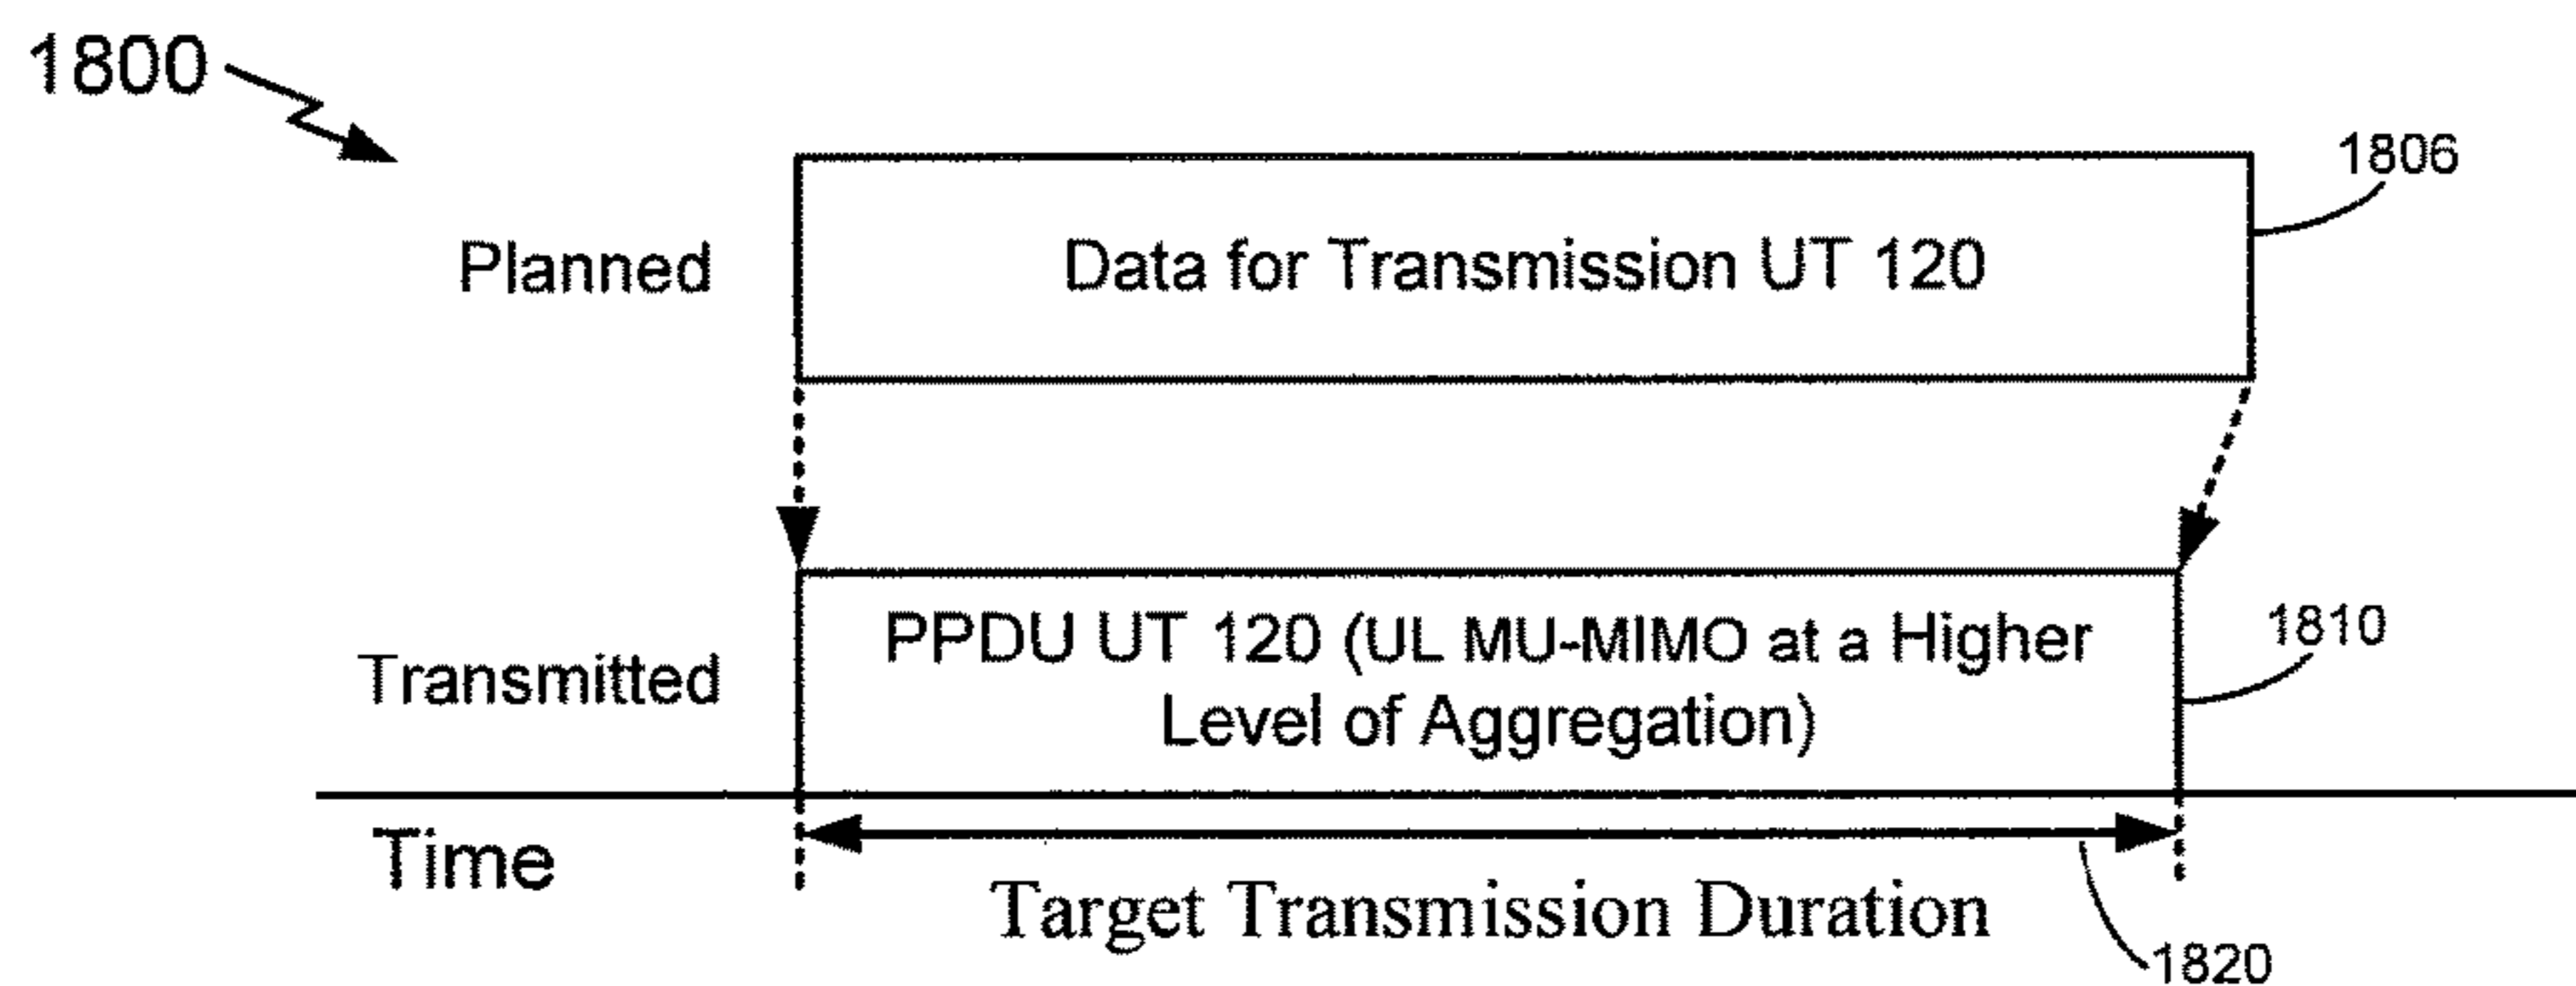 1800
1806
Planned
Data for Transmission UT 120
1810
PPDU UT 120 (UL MU-MIMO at a Higher
Level of Aggregation)
Transmitted
Time
Target Transmission Duration
1820